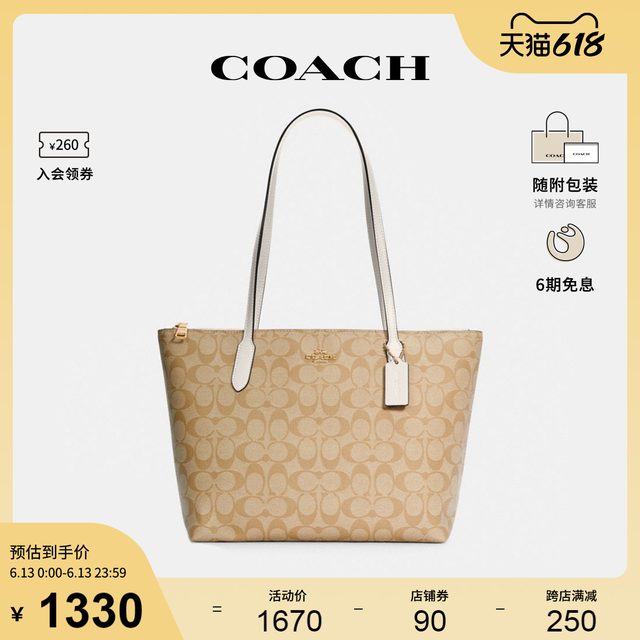 天猫618
COACH
¥260
入会领券
COACH
COACH
随附包装
详情咨询客服
6期免息
COACH
预估到手价
6.13 0:00-6.13 23:59
¥ 1330 = 活动价 1670 - 店铺券 90 - 跨店满减 250